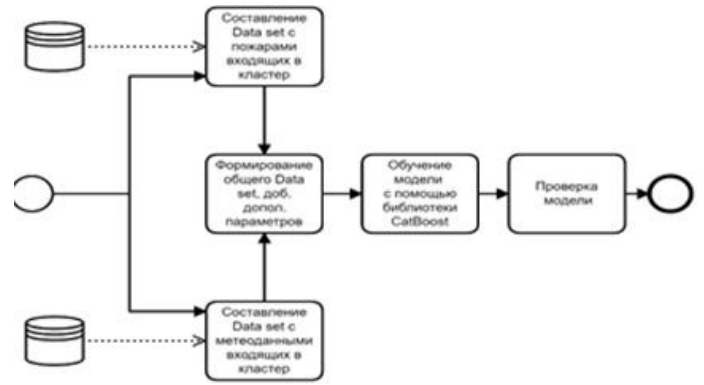 Составление
Data set с
пожарами
входящих в
кластер
Формирование
общего Data
set, доб.
допол.
параметров
Обучение
модели
с помощью
библиотеки
CatBoost
Проверка
модели
Составление
Data set с
метеоданными
входящих в
кластер